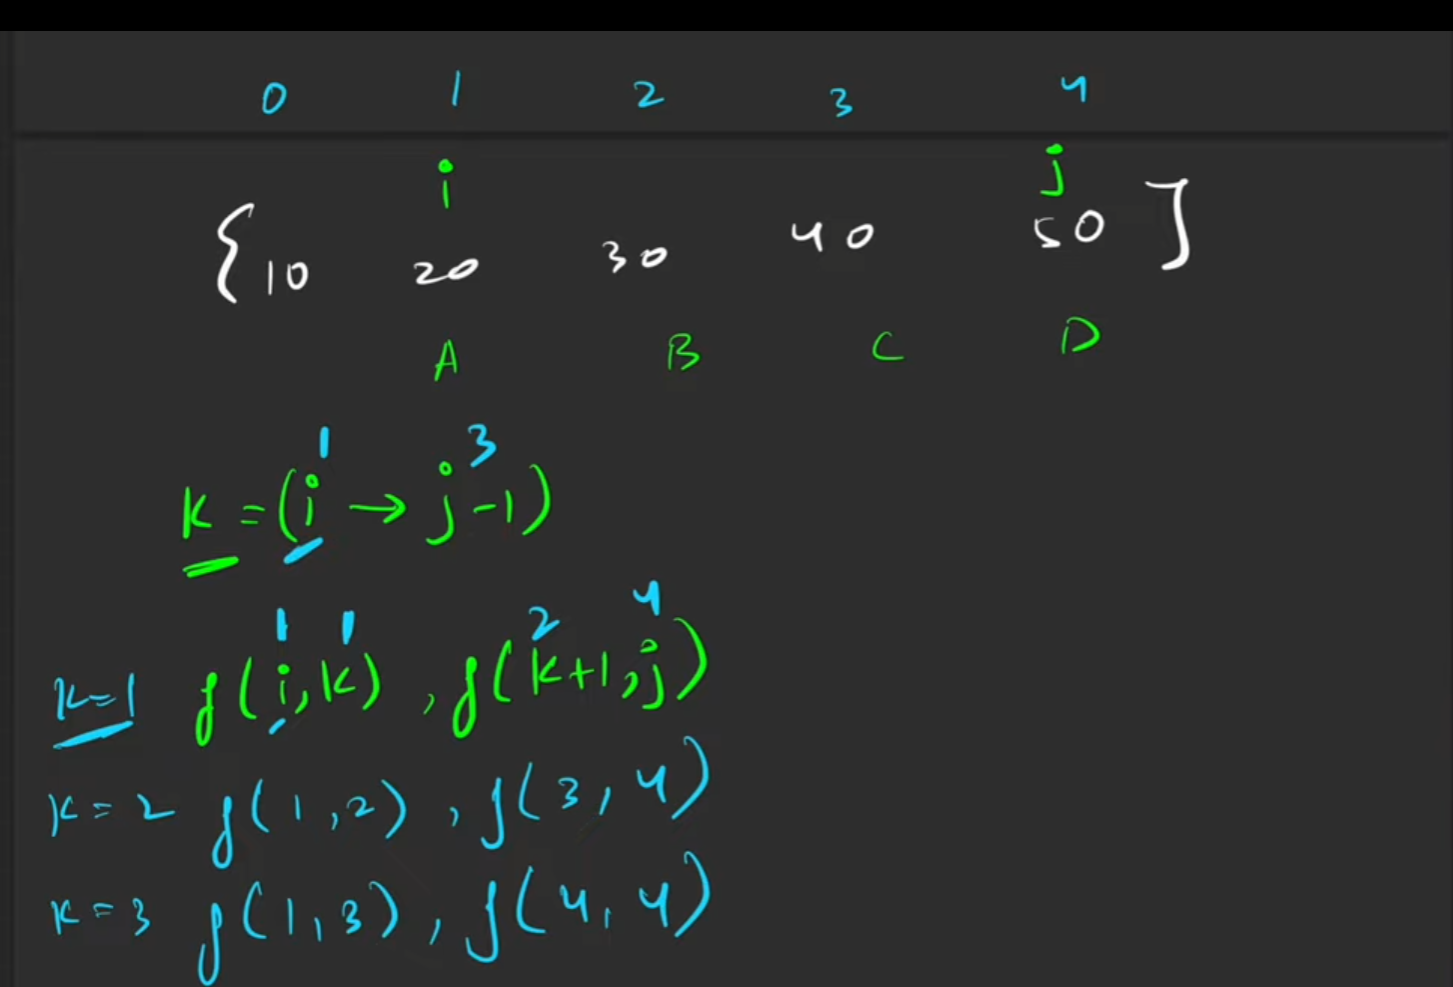 0 1 2 3 4
i j
{10 20 30 40 50]
A B C D
1 3
K = (i → j-1)
1 1 2 4
K=1 f(i,k) , f(k+1,j)
K=2 f(1,2) , f(3,4)
K=3 f(1,3) , f(4,4)